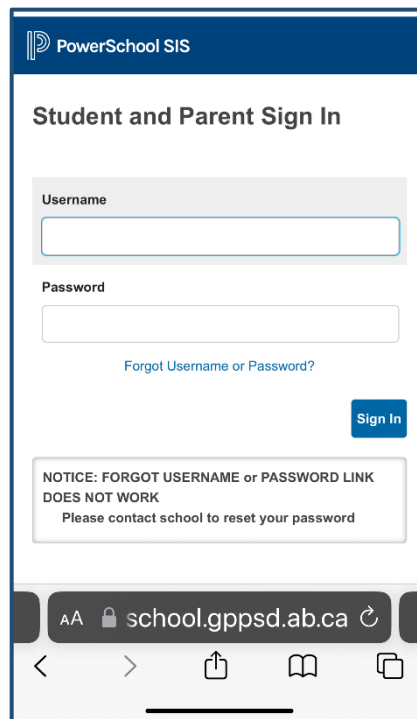 PowerSchool SIS
Student and Parent Sign In
Username
Password
Forgot Username or Password?
Sign In
NOTICE: FORGOT USERNAME or PASSWORD LINK
DOES NOT WORK
Please contact school to reset your password
AA school.gppsd.ab.ca